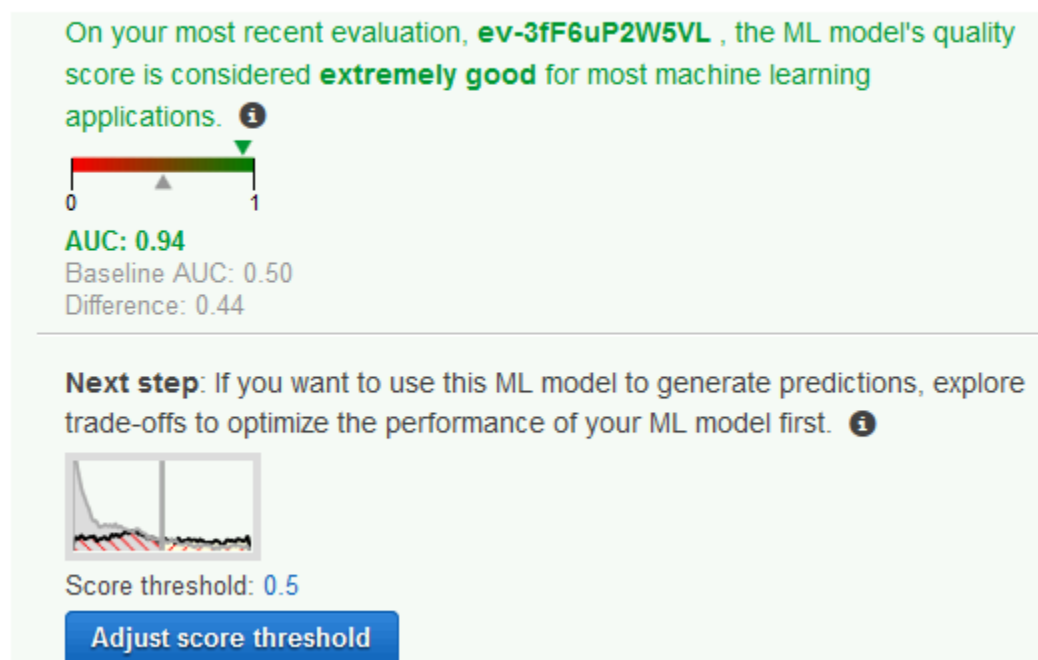 On your most recent evaluation, ev-3fF6uP2W5VL , the ML model's quality
score is considered extremely good for most machine learning
applications. i
0 1
AUC: 0.94
Baseline AUC: 0.50
Difference: 0.44
Next step: If you want to use this ML model to generate predictions, explore
trade-offs to optimize the performance of your ML model first. i
Score threshold: 0.5
Adjust score threshold